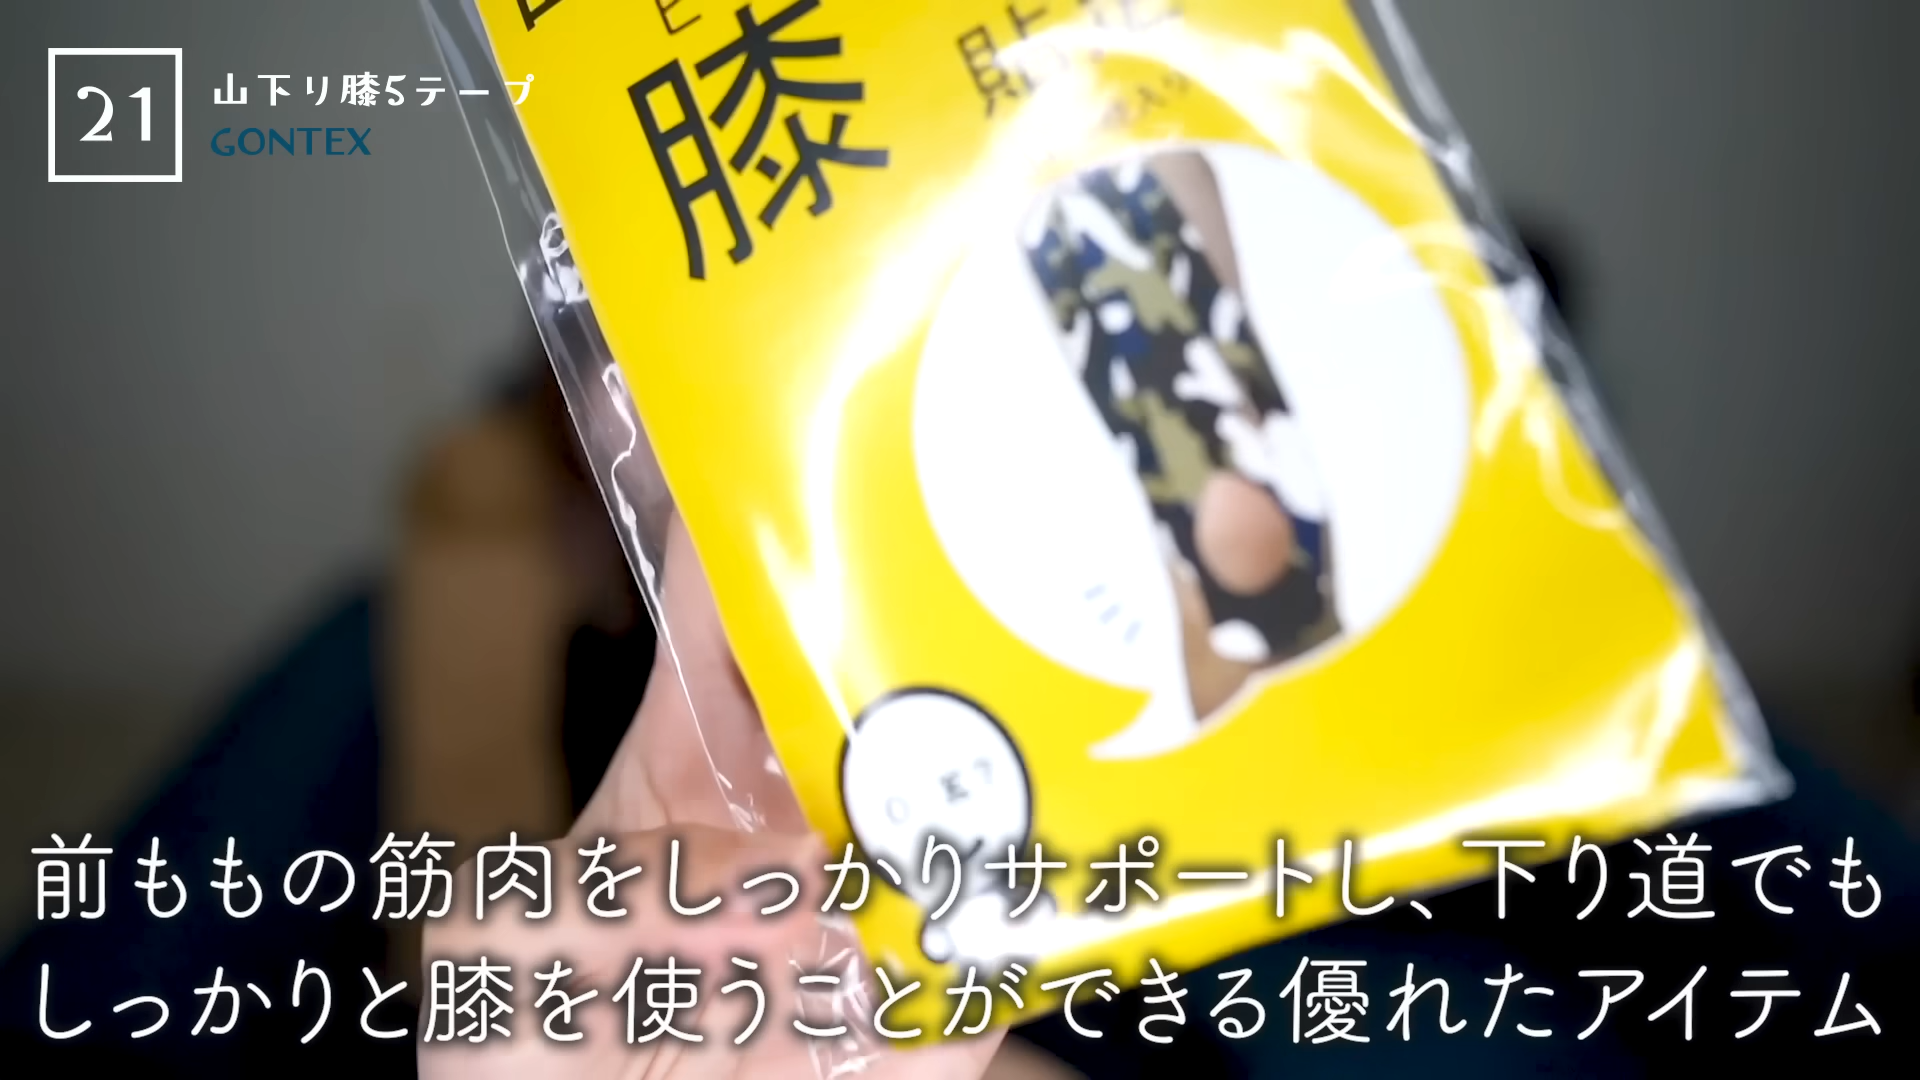 21
山下り膝5テープ
GONTEX
膝
貼
前ももの筋肉をしっかりサポートし、下り道でも
しっかりと膝を使うことができる優れたアイテム